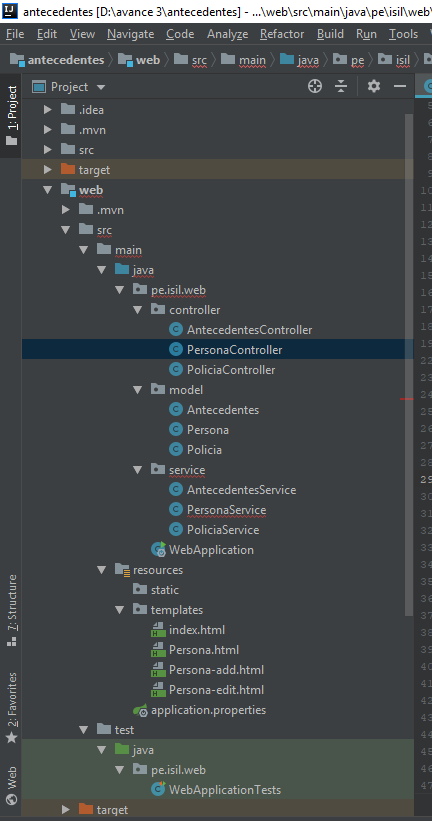 antecedentes [D:\avance 3\antecedentes] - ...\web\src\main\java\pe\isil\web\
File Edit View Navigate Code Analyze Refactor Build Run Tools
antecedentes web src main java pe isil
1: Project
Project
.idea
.mvn
src
target
web
.mvn
src
main
java
pe.isil.web
controller
AntecedentesController
PersonaController
PoliciaController
model
Antecedentes
Persona
Policia
service
AntecedentesService
PersonaService
PoliciaService
WebApplication
resources
static
templates
index.html
Persona.html
Persona-add.html
Persona-edit.html
application.properties
test
java
pe.isil.web
WebApplicationTests
target
7: Structure
2: Favorites
Web